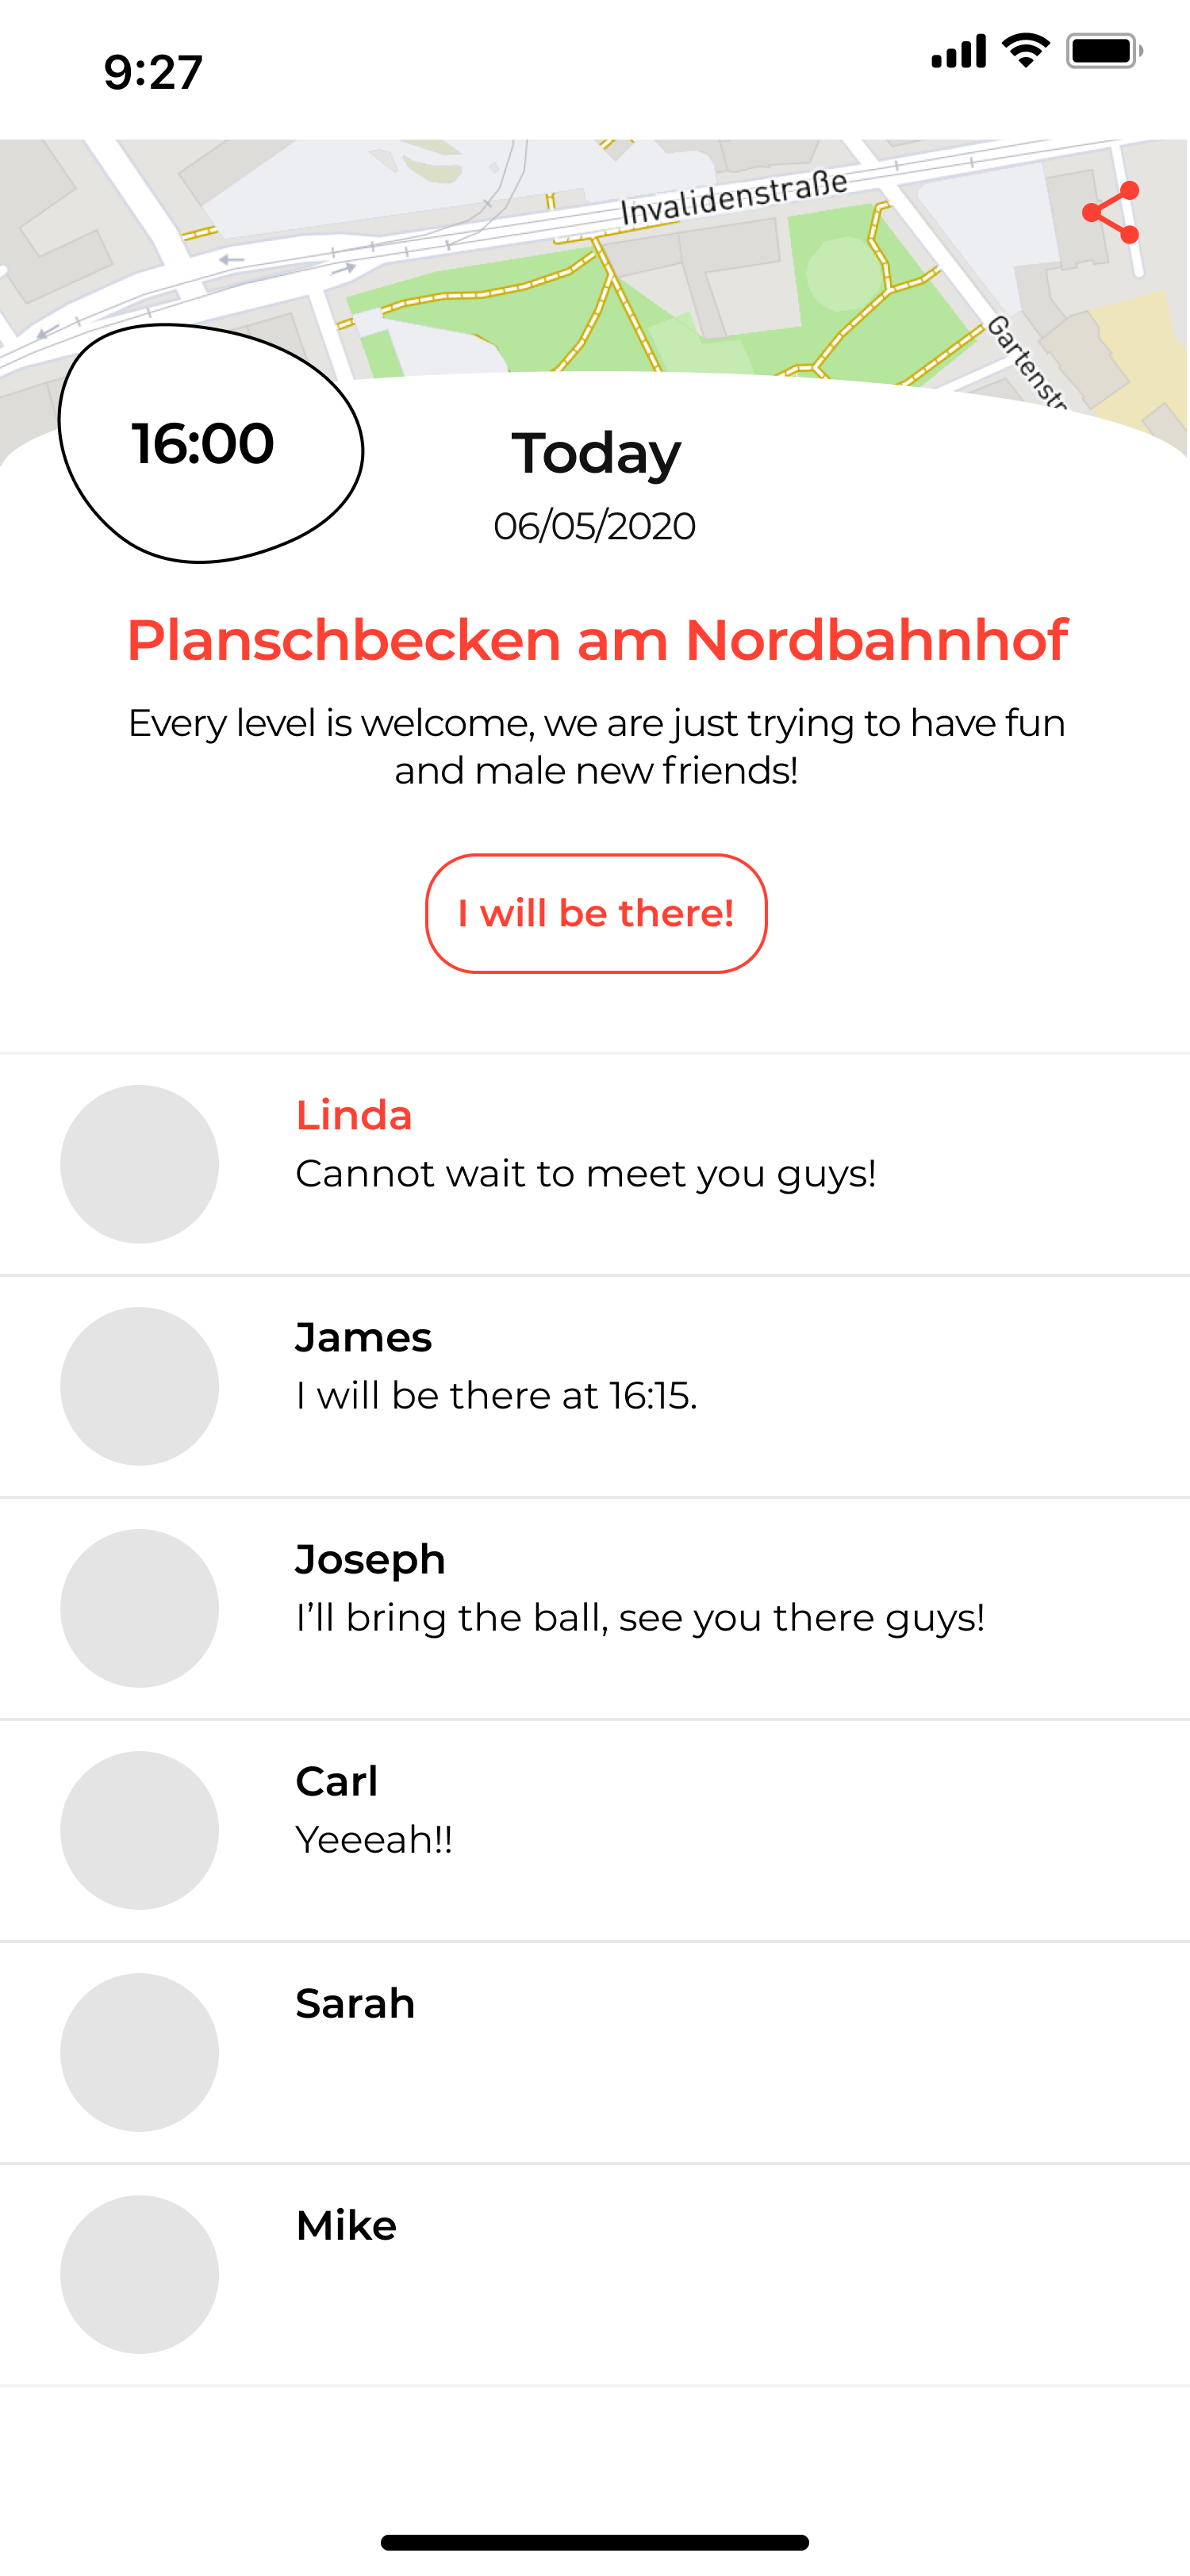 9:27
Invalidenstraße
Gartenstr
16:00
Today
06/05/2020
Planschbecken am Nordbahnhof
Every level is welcome, we are just trying to have fun
and male new friends!
I will be there!
Linda
Cannot wait to meet you guys!
James
I will be there at 16:15.
Joseph
I’ll bring the ball, see you there guys!
Carl
Yeeeah!!
Sarah
Mike